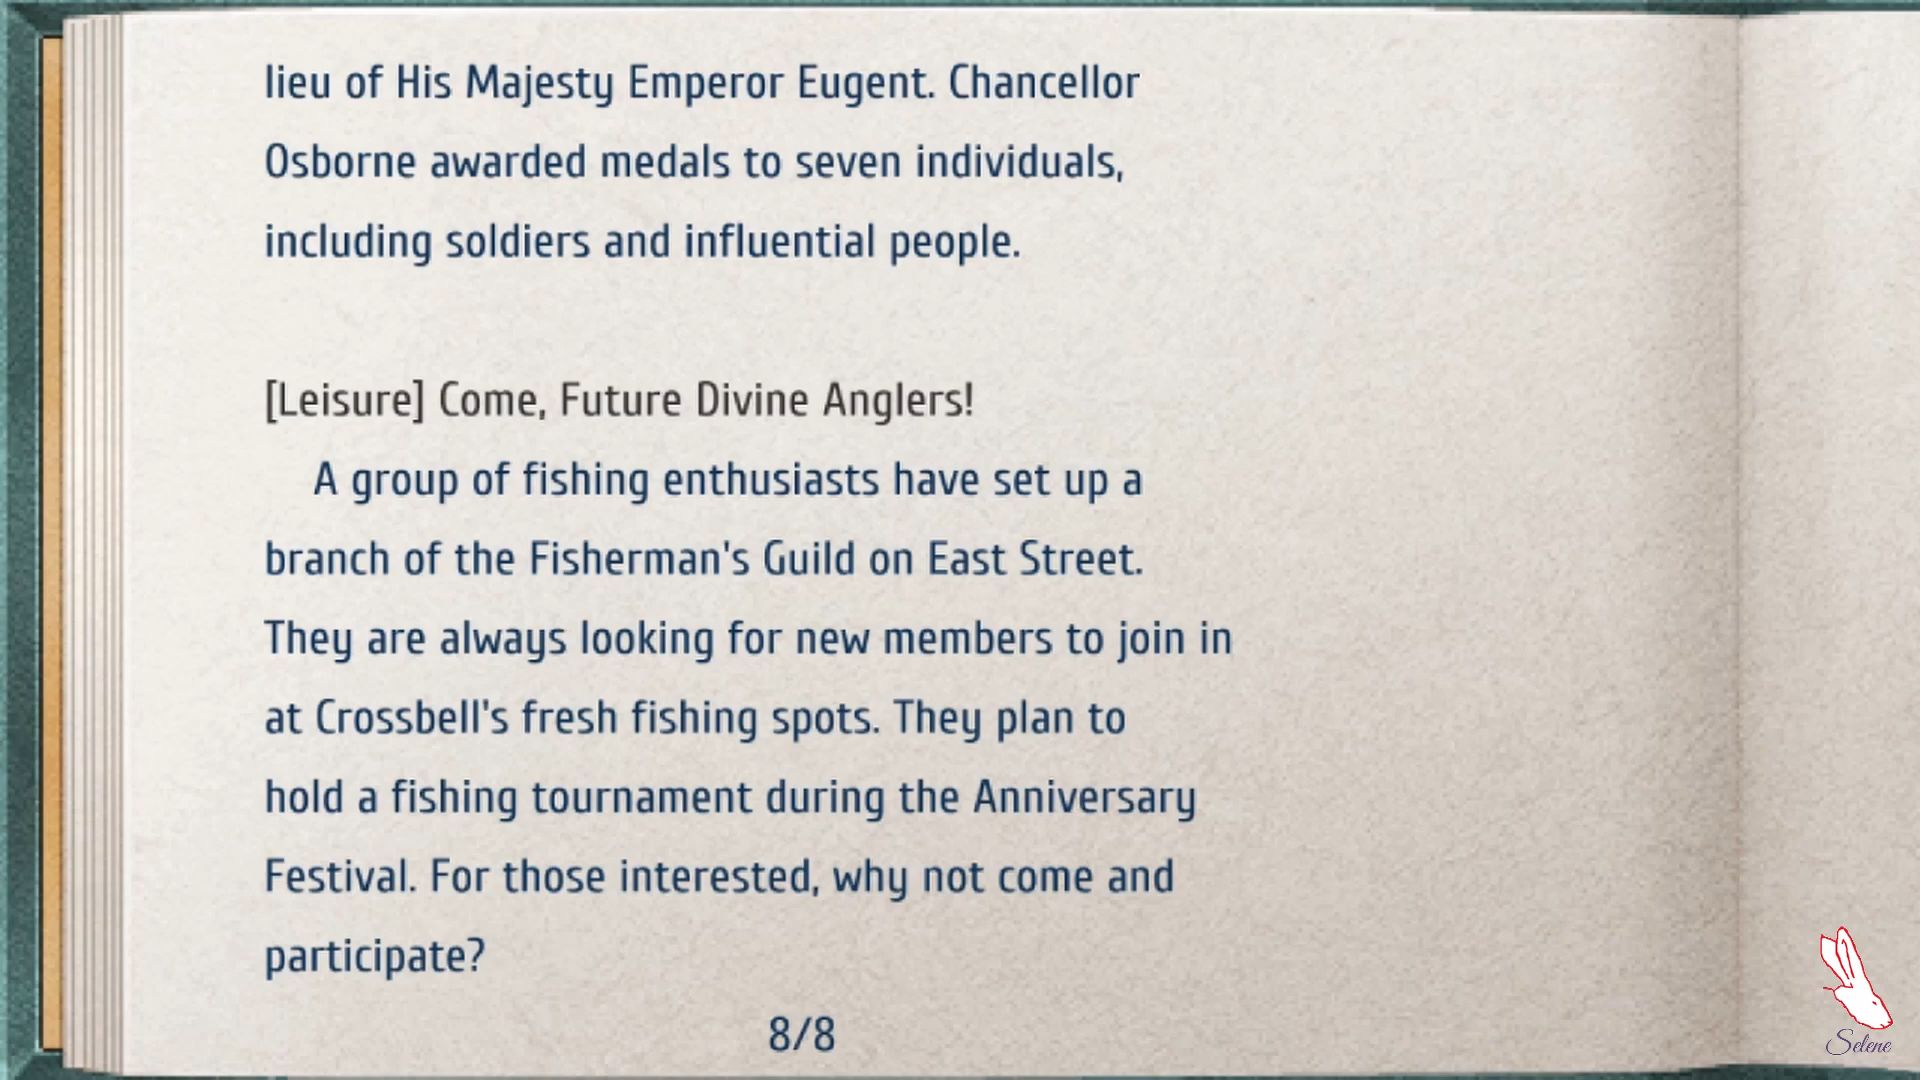 lieu of His Majesty Emperor Eugent. Chancellor
Osborne awarded medals to seven individuals,
including soldiers and influential people.
[Leisure] Come, Future Divine Anglers!
A group of fishing enthusiasts have set up a
branch of the Fisherman's Guild on East Street.
They are always looking for new members to join in
at Crossbell's fresh fishing spots. They plan to
hold a fishing tournament during the Anniversary
Festival. For those interested, why not come and
participate?
8/8
Selene